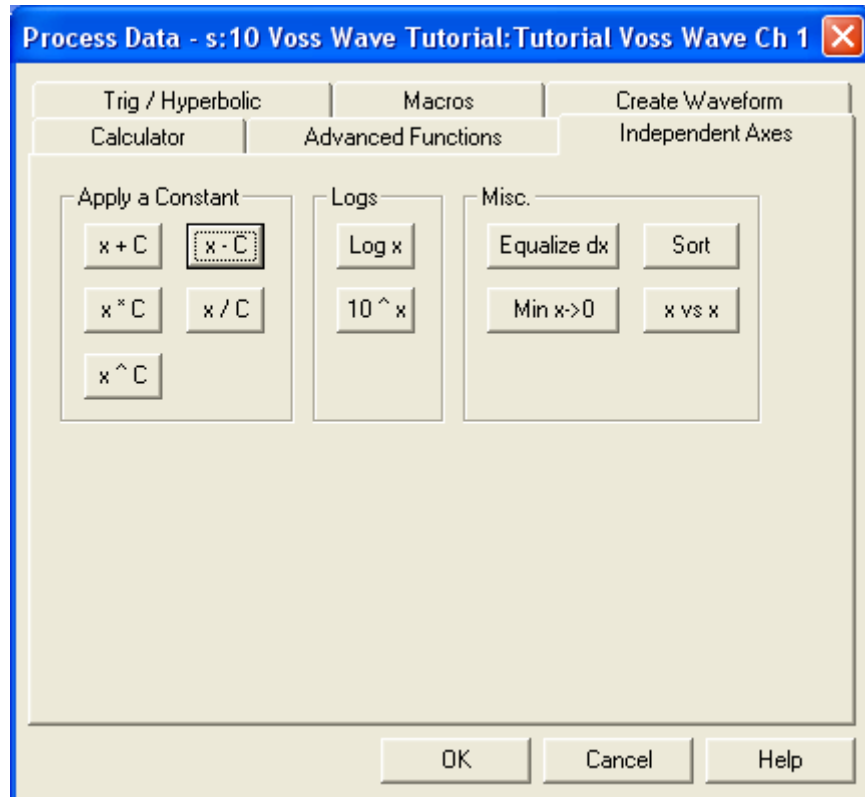 Process Data - s:10 Voss Wave Tutorial:Tutorial Voss Wave Ch 1
Trig / Hyperbolic Macros Create Waveform
Calculator Advanced Functions Independent Axes
Apply a Constant Logs Misc.
x + C x - C Log x Equalize dx Sort
x * C x / C 10 ^ x Min x->0 x vs x
x ^ C
OK Cancel Help